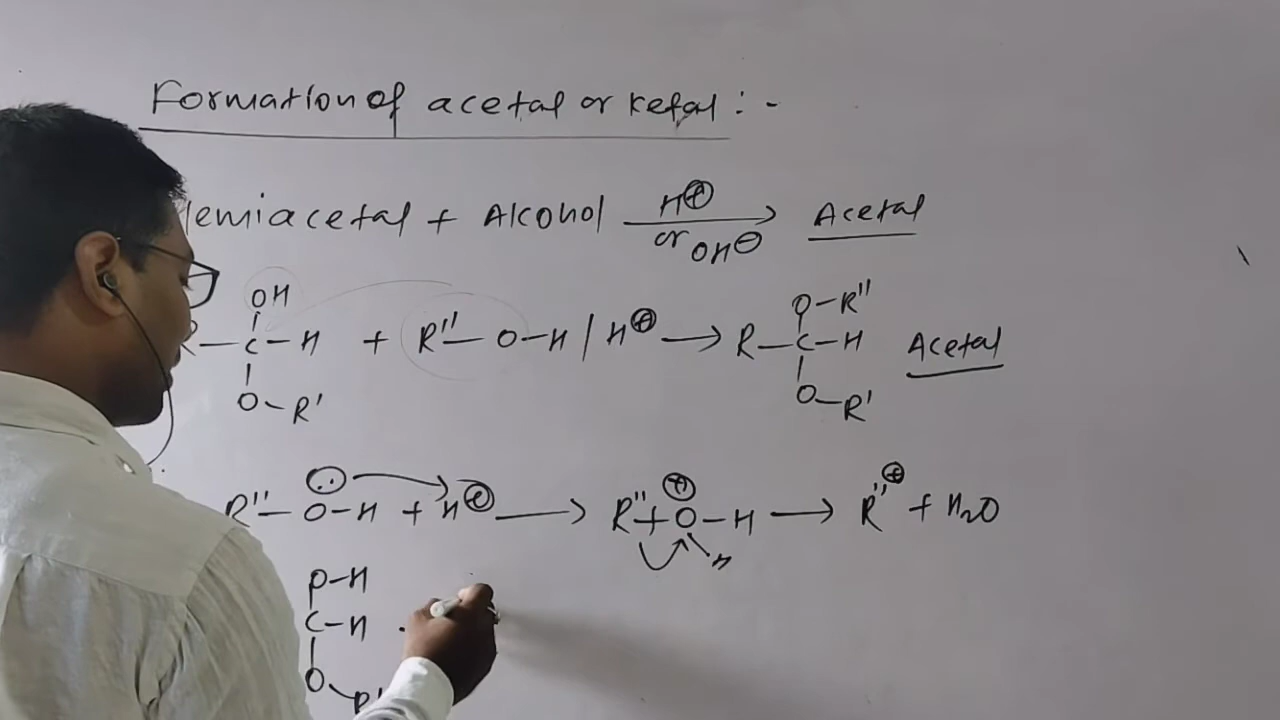 Formation of acetal or ketal : -
Hemiacetal + Alcohol H⊕ or OH⊖ → Acetal
OH O-R''
R-C-H + R''-O-H / H⊕ → R-C-H Acetal
O-R' O-R'
R''-O-H + H⊕ → R''-O-H → R''⊕ + H₂O
H
O-H
C-H
O-R'